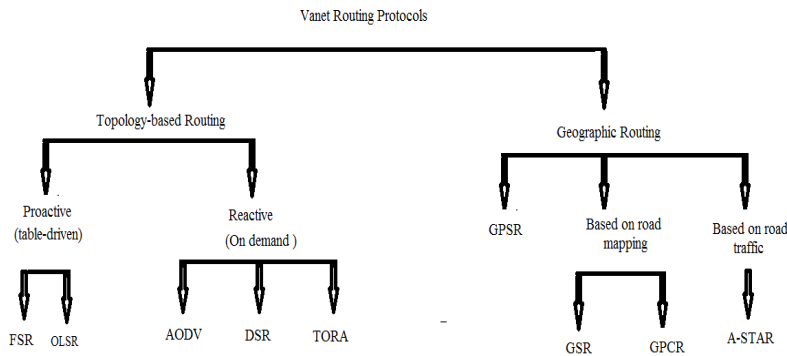 Vanet Routing Protocols
Topology-based Routing
Geographic Routing
Proactive
(table-driven)
Reactive
(On demand )
GPSR
Based on road
mapping
Based on road
traffic
FSR
OLSR
AODV
DSR
TORA
GSR
GPCR
A-STAR